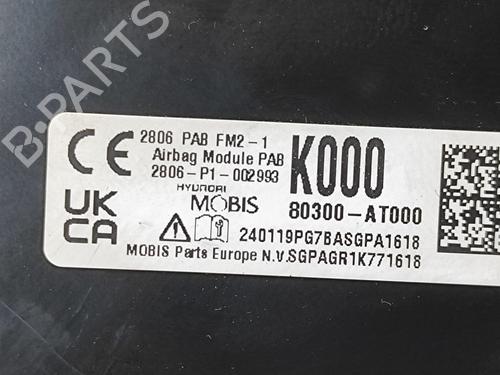 B-PARTS
CE 2806 PAB FM2-1
Airbag Module PAB
2806-P1-002993
K000
UK
CA
HYUNDAI
MOBIS
80300-AT000
240119PG7BASGPA1618
MOBIS Parts Europe N.V.SGPAGR1K771618